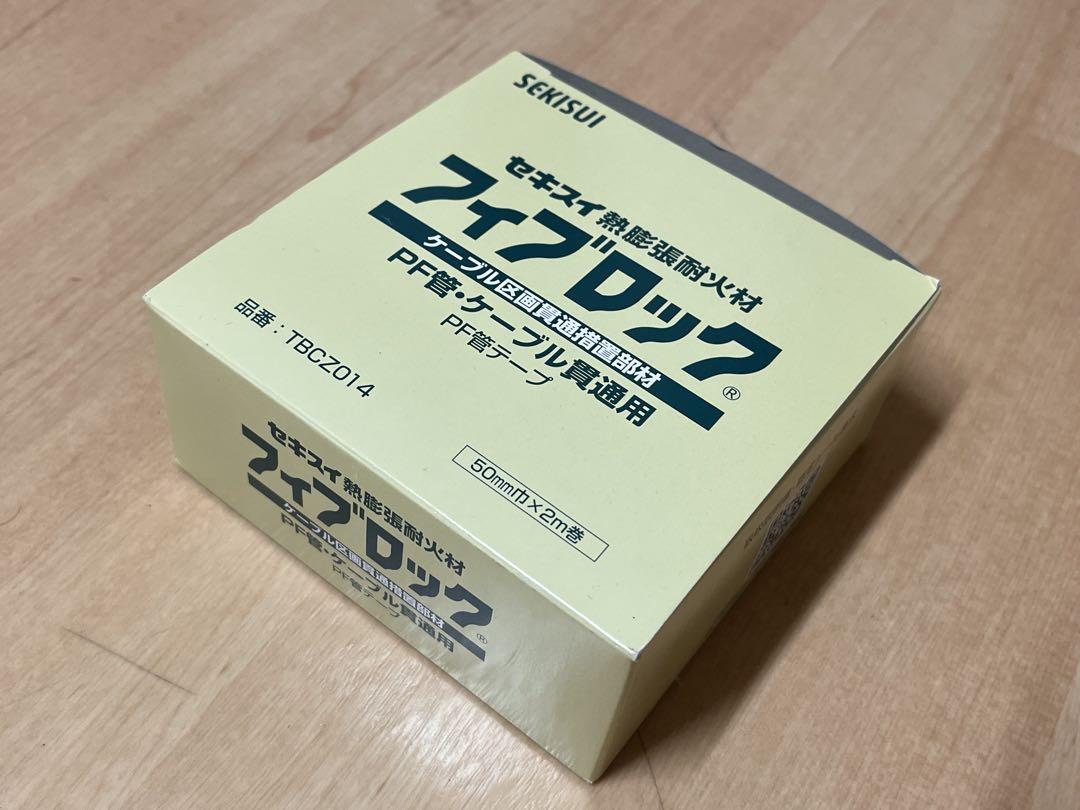 SEKISUI
セキスイ熱膨張耐火材
フィブロック®
ケーブル区画貫通措置部材
PF管・ケーブル貫通用
PF管テープ
品番：TBCZ014
50mm巾×2m巻
セキスイ熱膨張耐火材
フィブロック®
ケーブル区画貫通措置部材
PF管・ケーブル貫通用
PF管テープ